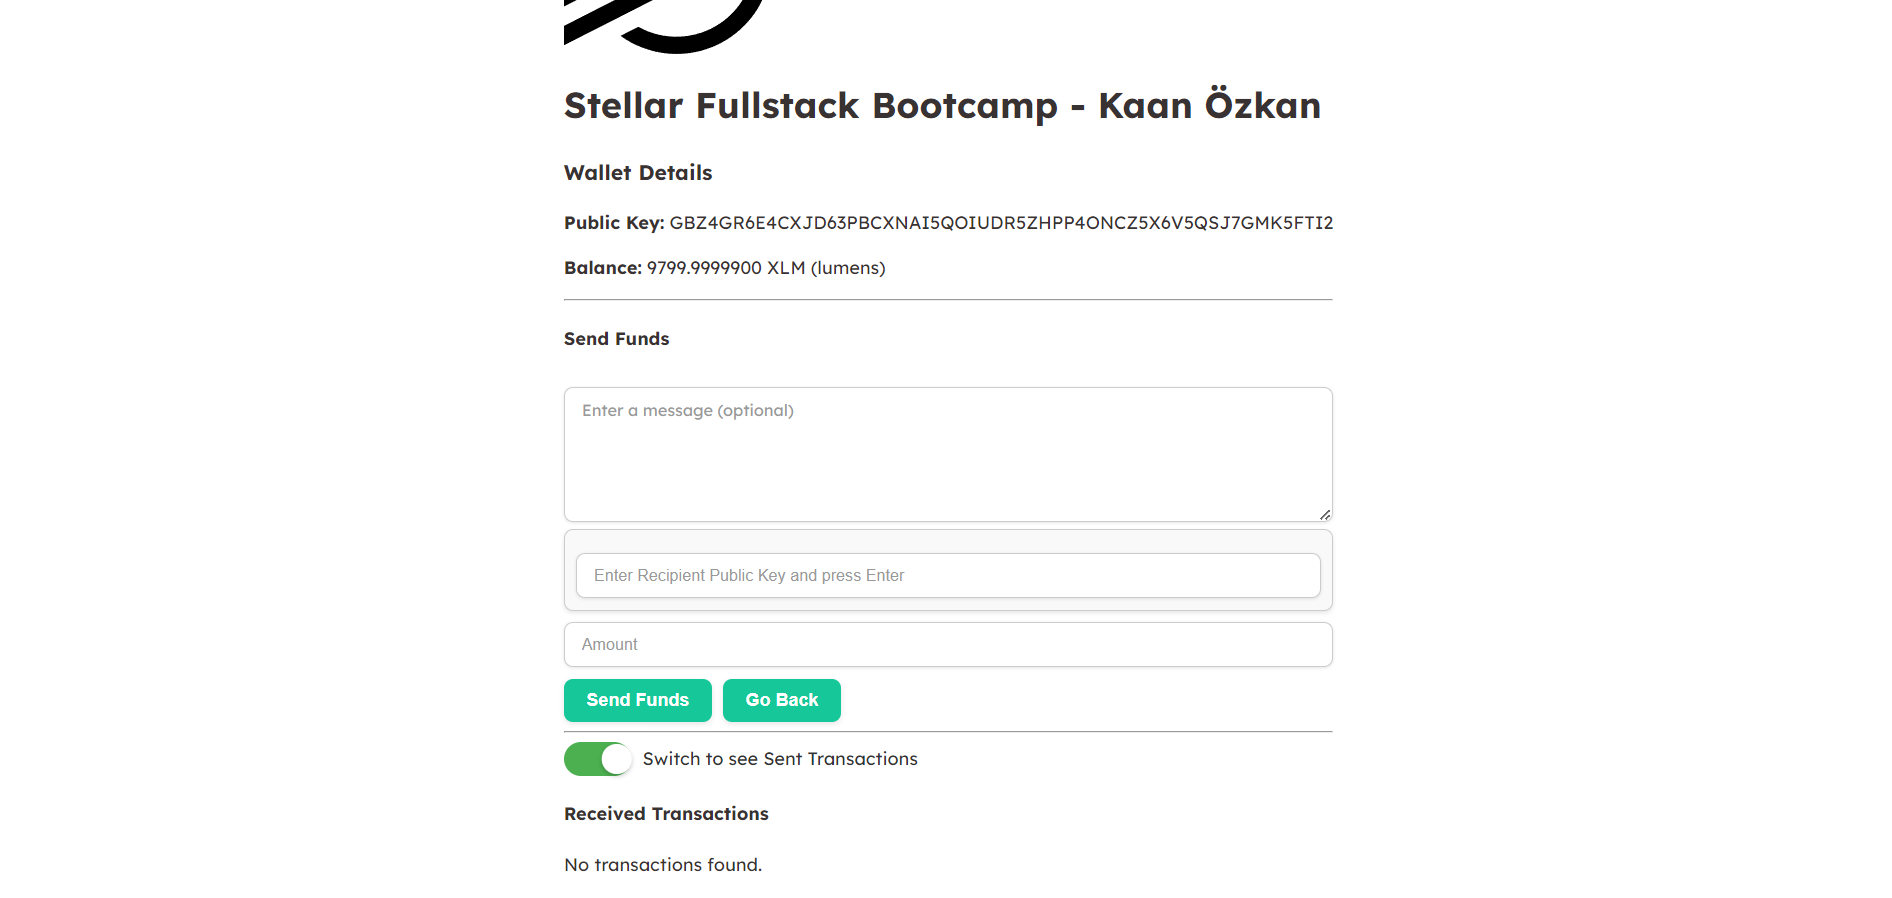 Stellar Fullstack Bootcamp - Kaan Özkan
Wallet Details
Public Key: GBZ4GR6E4CXJD63PBCXNAI5QOIUDR5ZHPP4ONCZ5X6V5QSJ7GMK5FTI2
Balance: 9799.9999900 XLM (lumens)
Send Funds
Enter a message (optional)
Enter Recipient Public Key and press Enter
Amount
Send Funds Go Back
Switch to see Sent Transactions
Received Transactions
No transactions found.